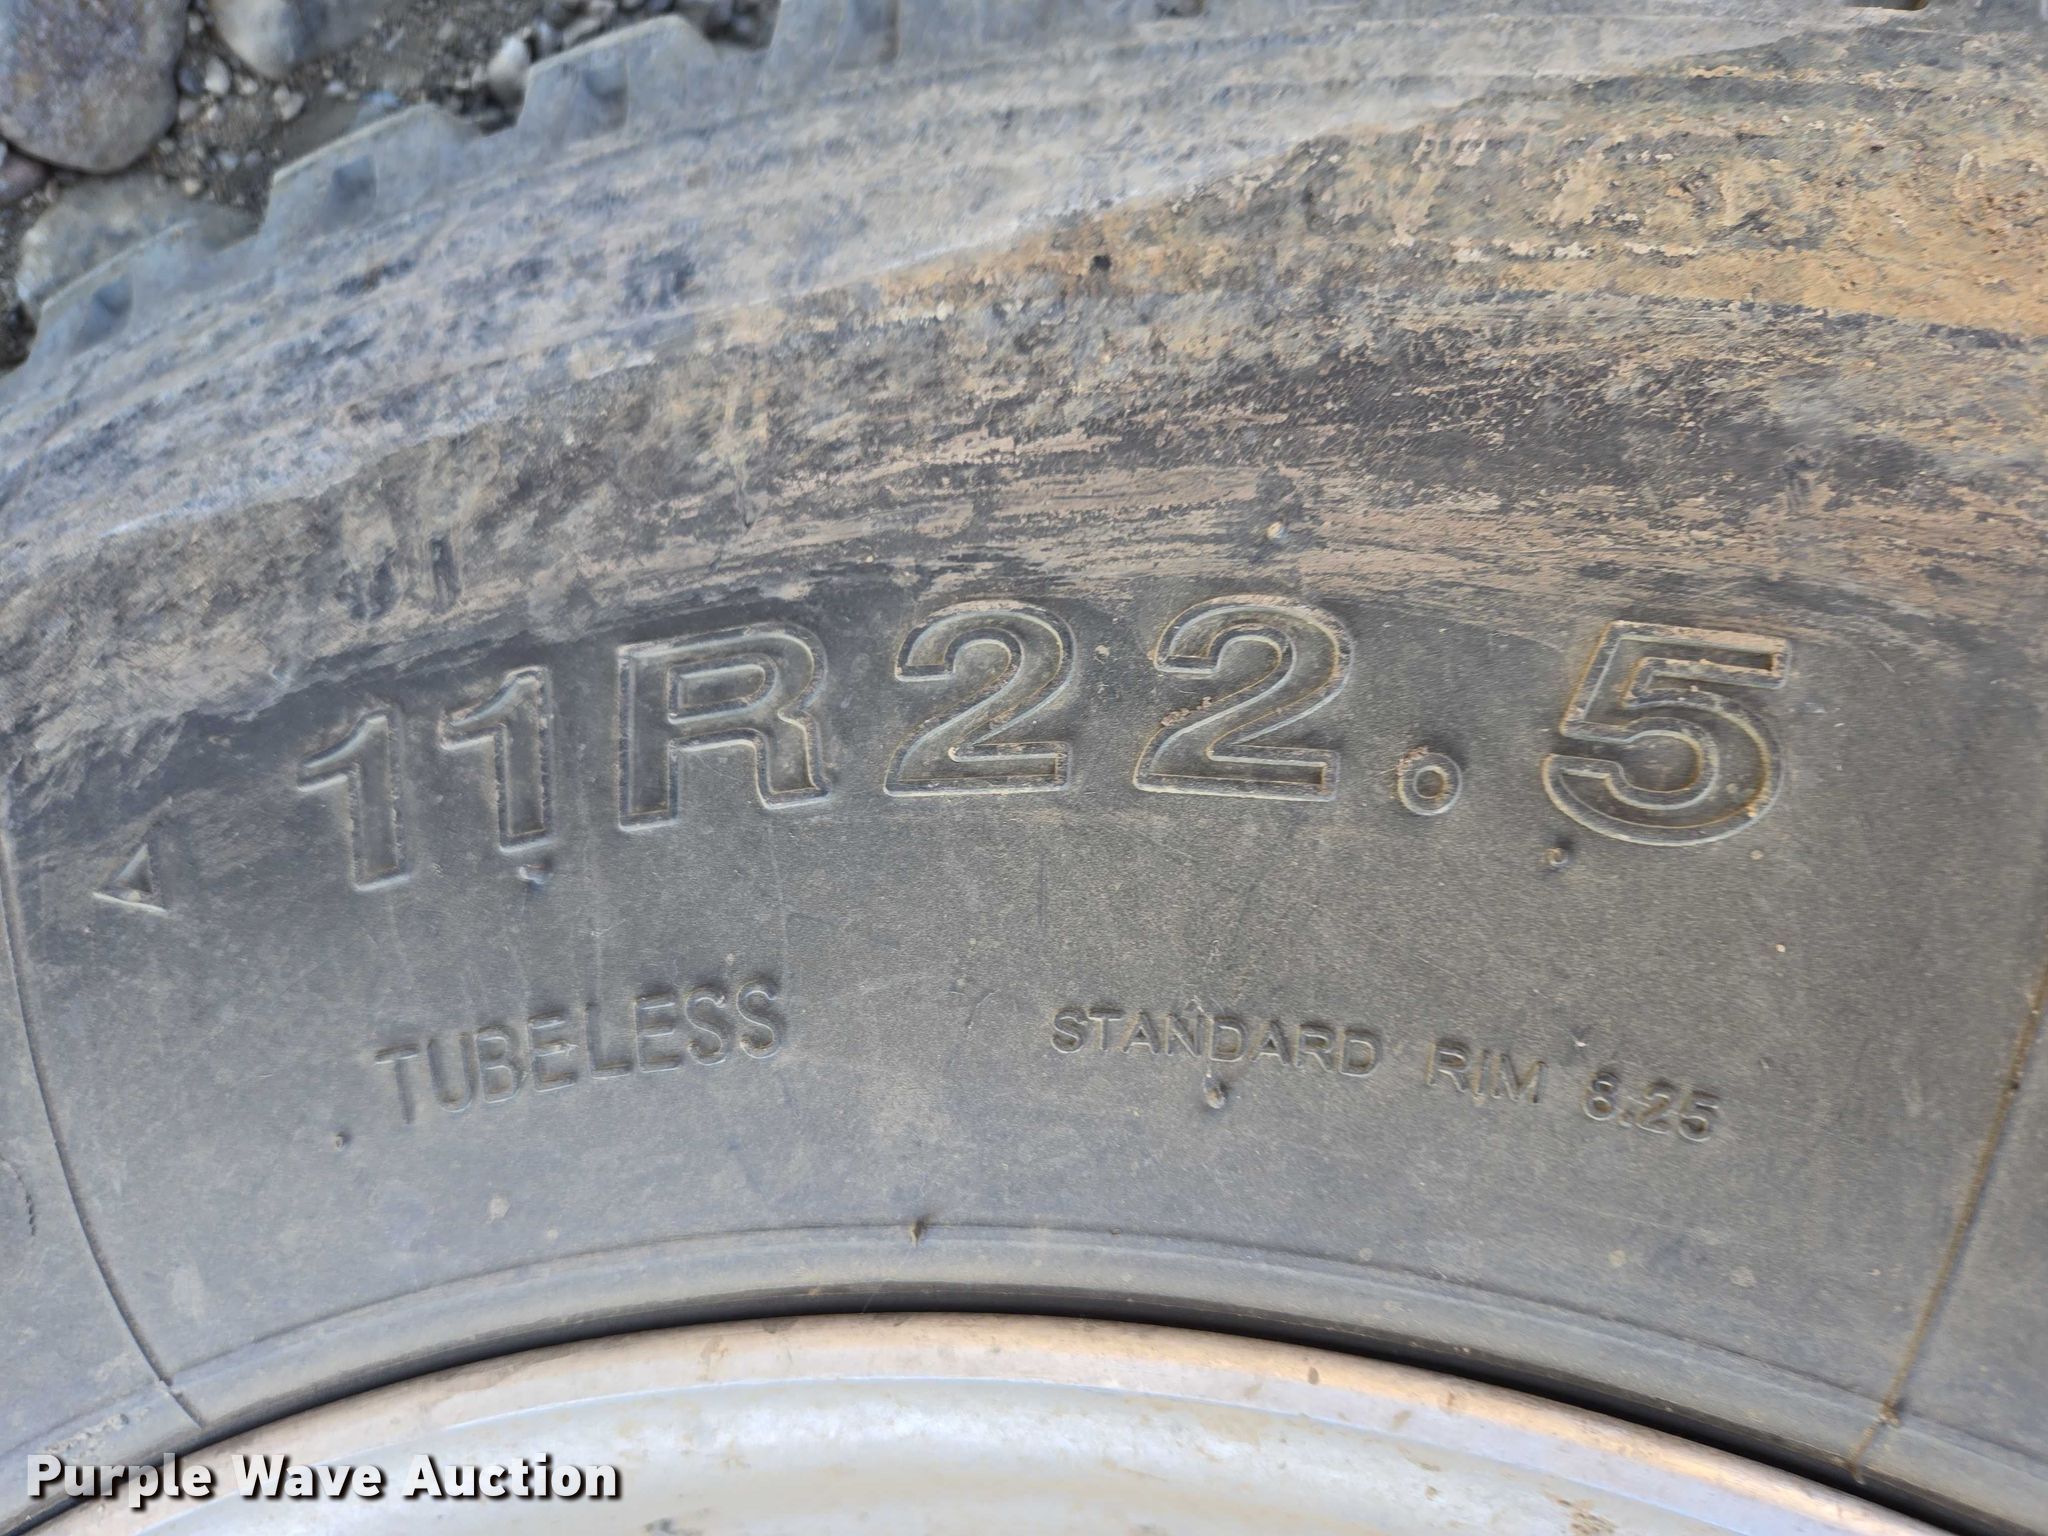 11R22.5
TUBELESS STANDARD RIM 8.25
Purple Wave Auction